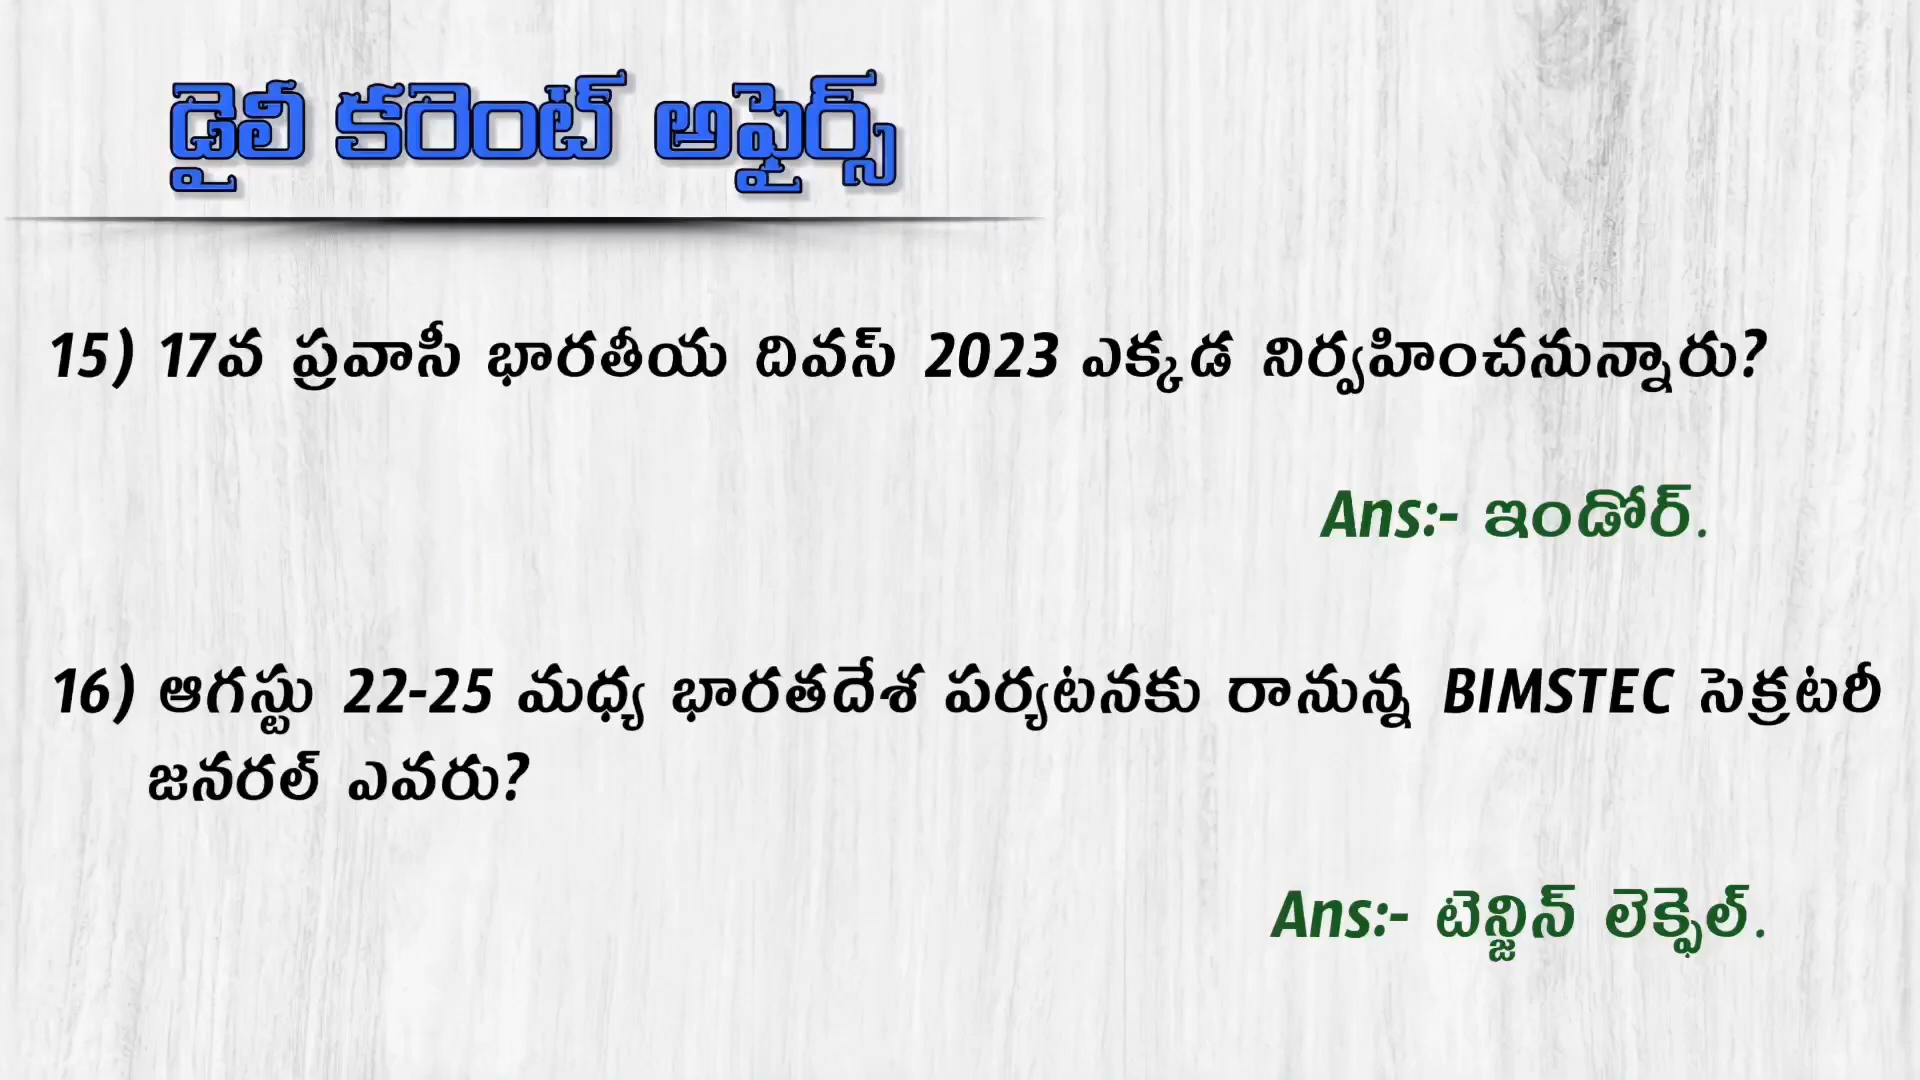 డైలీ కరెంట్ అఫైర్స్
15) 17వ ప్రవాసీ భారతీయ దివస్ 2023 ఎక్కడ నిర్వహించనున్నారు?
Ans:- ఇండోర్.
16) ఆగస్టు 22-25 మధ్య భారతదేశ పర్యటనకు రానున్న BIMSTEC సెక్రటరీ
జనరల్ ఎవరు?
Ans:- టెన్జిన్ లెక్ఫెల్.